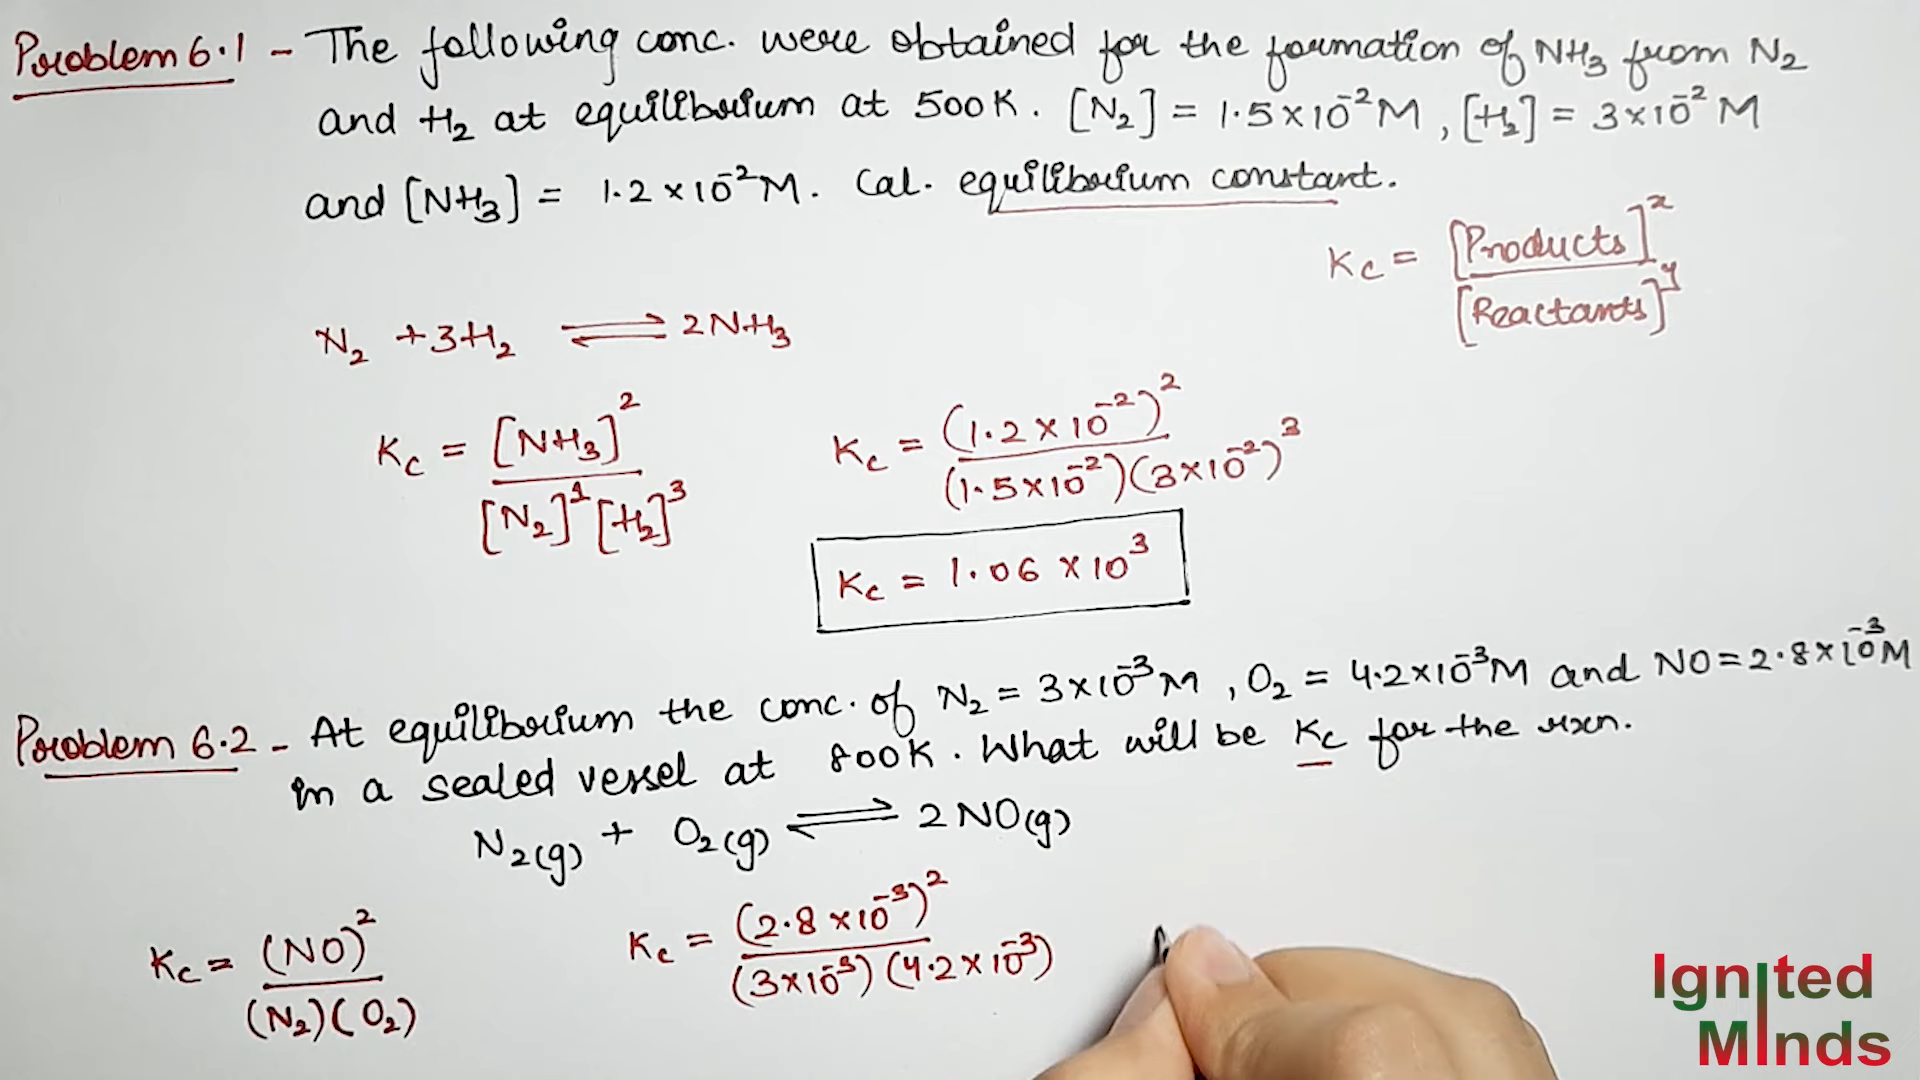 Problem 6.1 - The following conc. were obtained for the formation of NH₃ from N₂
and H₂ at equilibrium at 500K. [N₂] = 1.5×10⁻²M, [H₂] = 3×10⁻²M
and [NH₃] = 1.2×10⁻²M. Cal. equilibrium constant.
Kc = [Products]ˣ / [Reactants]ʸ
N₂ + 3H₂ ⇌ 2NH₃
Kc = [NH₃]² / [N₂]¹[H₂]³
Kc = (1.2×10⁻²)² / (1.5×10⁻²)(3×10⁻²)³
Kc = 1.06×10³
Problem 6.2 - At equilibrium the conc. of N₂ = 3×10⁻³M, O₂ = 4.2×10⁻³M and NO = 2.8×10⁻³M
in a sealed vessel at 800K. What will be Kc for the rxn.
N₂(g) + O₂(g) ⇌ 2NO(g)
Kc = (NO)² / (N₂)(O₂)
Kc = (2.8×10⁻³)² / (3×10⁻³)(4.2×10⁻³)
Ignited
Minds